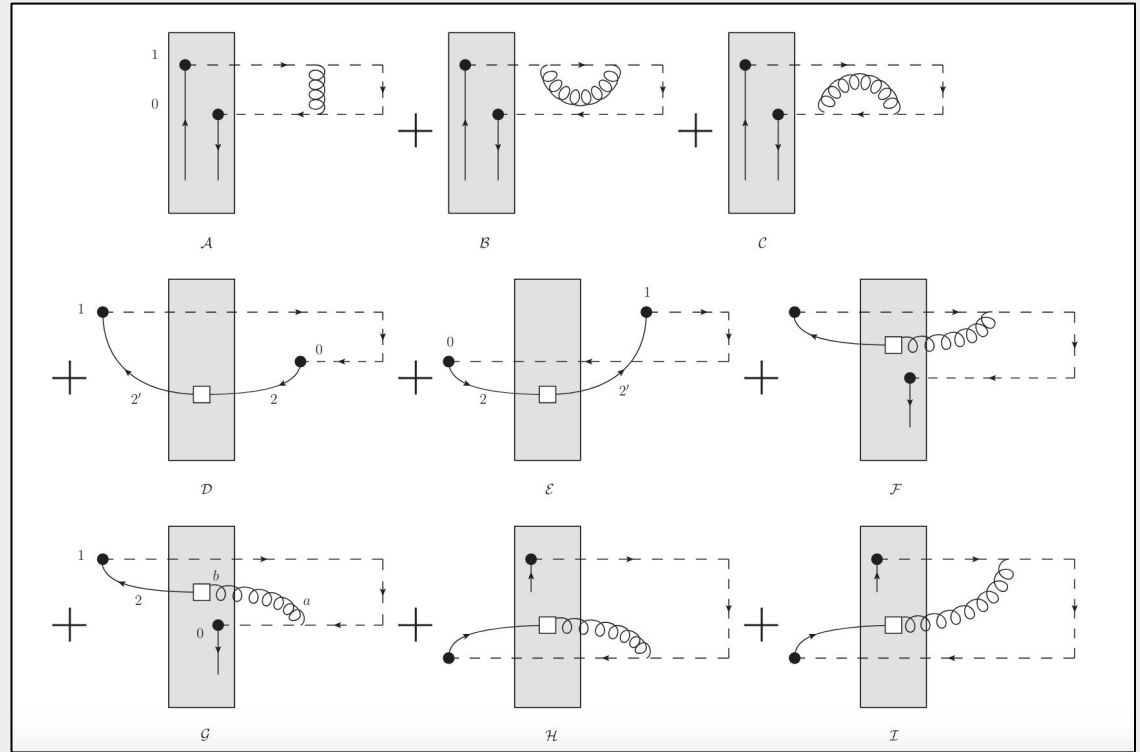 1
0
+ +
𝒜 ℬ 𝒞
1 0 2′ 2
0 1 2 2′
+ + +
𝒟 ℰ ℱ
1 b a 2 0
+ + +
𝒢 ℋ ℐ